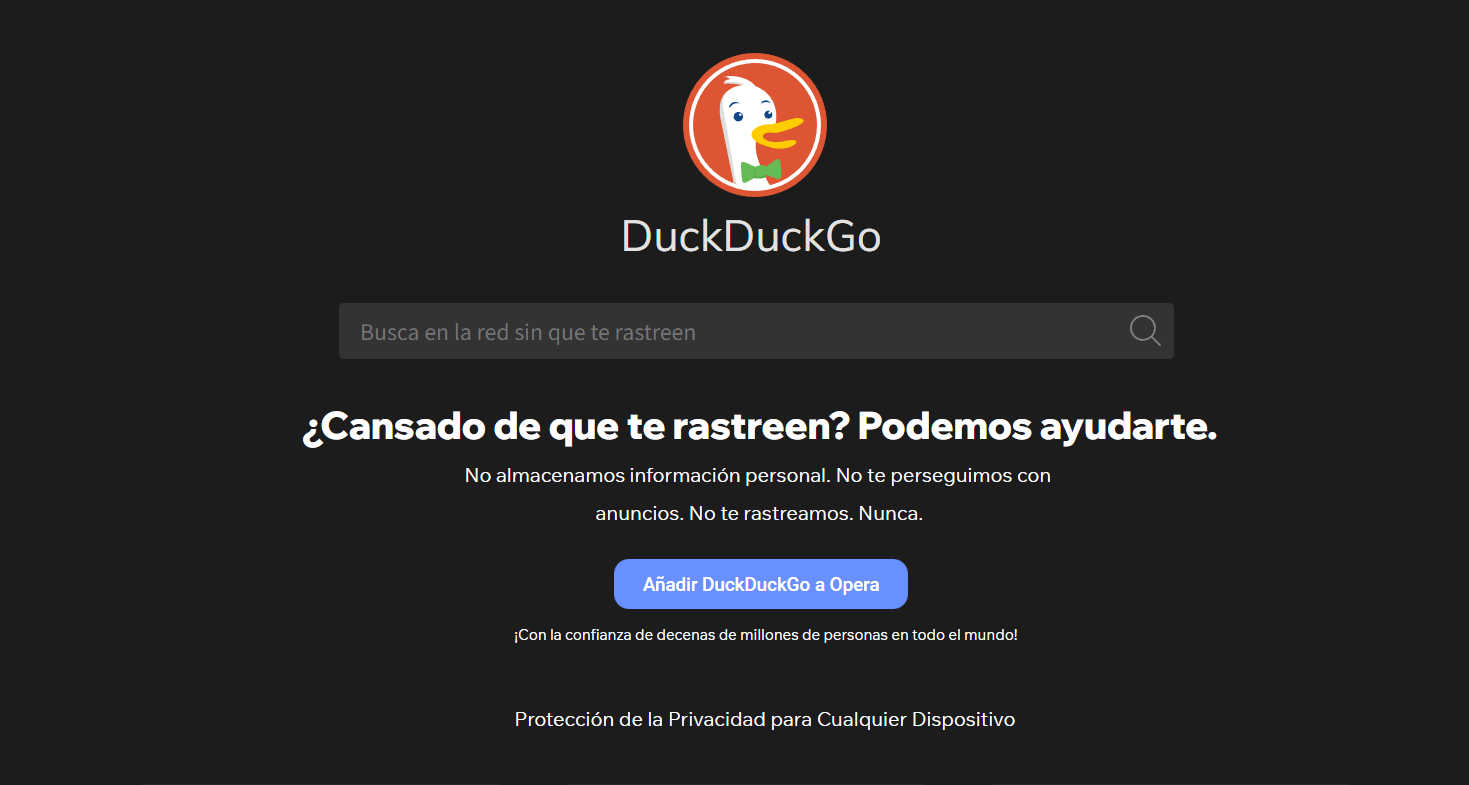 DuckDuckGo
Busca en la red sin que te rastreen
¿Cansado de que te rastreen? Podemos ayudarte.
No almacenamos información personal. No te perseguimos con
anuncios. No te rastreamos. Nunca.
Añadir DuckDuckGo a Opera
¡Con la confianza de decenas de millones de personas en todo el mundo!
Protección de la Privacidad para Cualquier Dispositivo